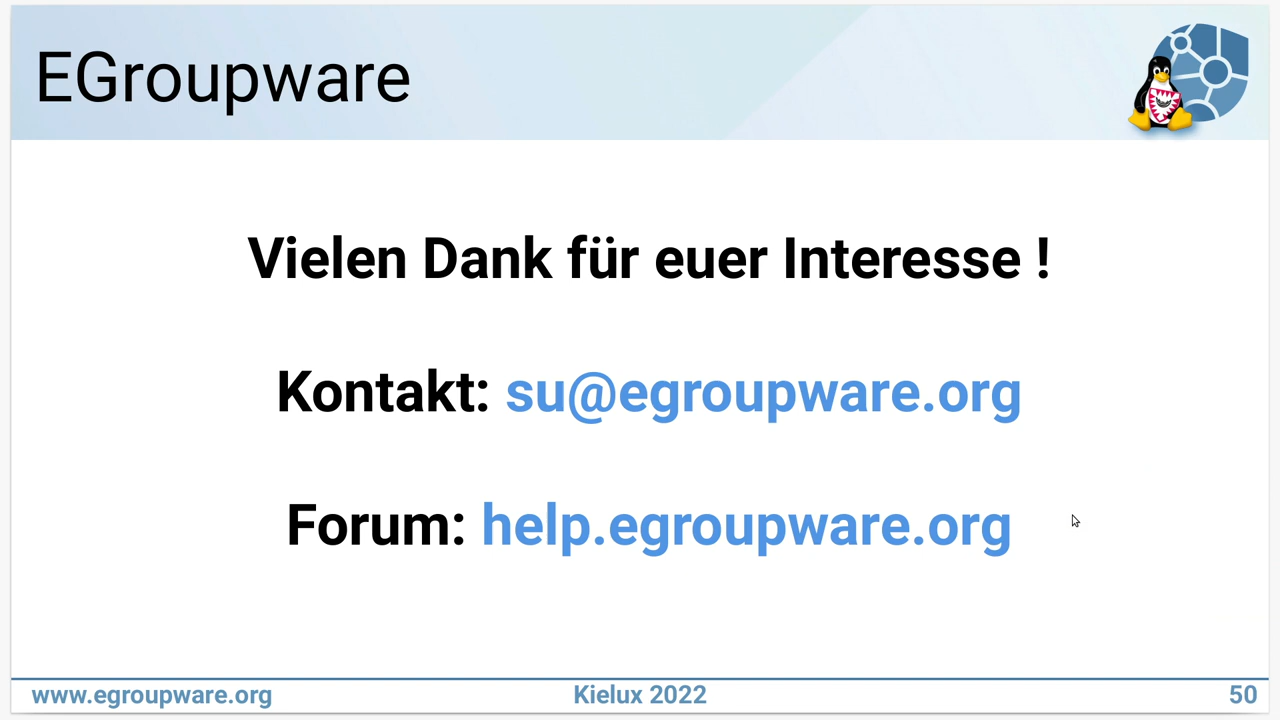 EGroupware
Vielen Dank für euer Interesse !
Kontakt: su@egroupware.org
Forum: help.egroupware.org
www.egroupware.org
Kielux 2022
50